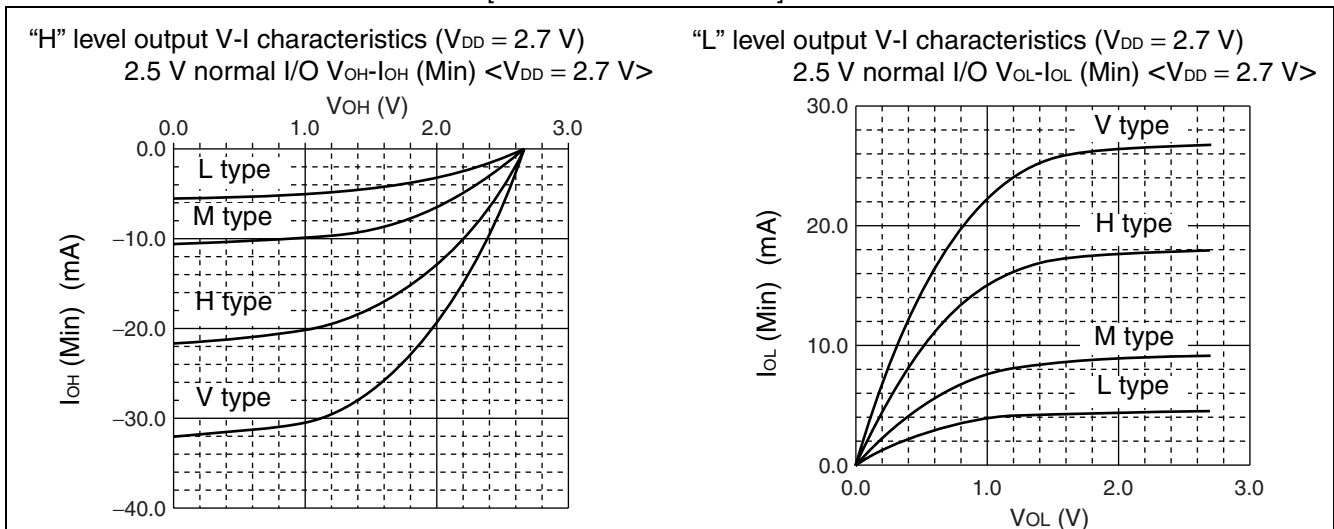 "H" level output V-I characteristics (VDD = 2.7 V)
2.5 V normal I/O VOH-IOH (Min) <VDD = 2.7 V>
VOH (V)
0.0 1.0 2.0 3.0
0.0
L type
M type
–10.0
H type
–20.0
V type
–30.0
–40.0
IOH (Min) (mA)
"L" level output V-I characteristics (VDD = 2.7 V)
2.5 V normal I/O VOL-IOL (Min) <VDD = 2.7 V>
30.0
V type
H type
20.0
M type
10.0
L type
0.0
IOL (Min) (mA)
0.0 1.0 2.0 3.0
VOL (V)